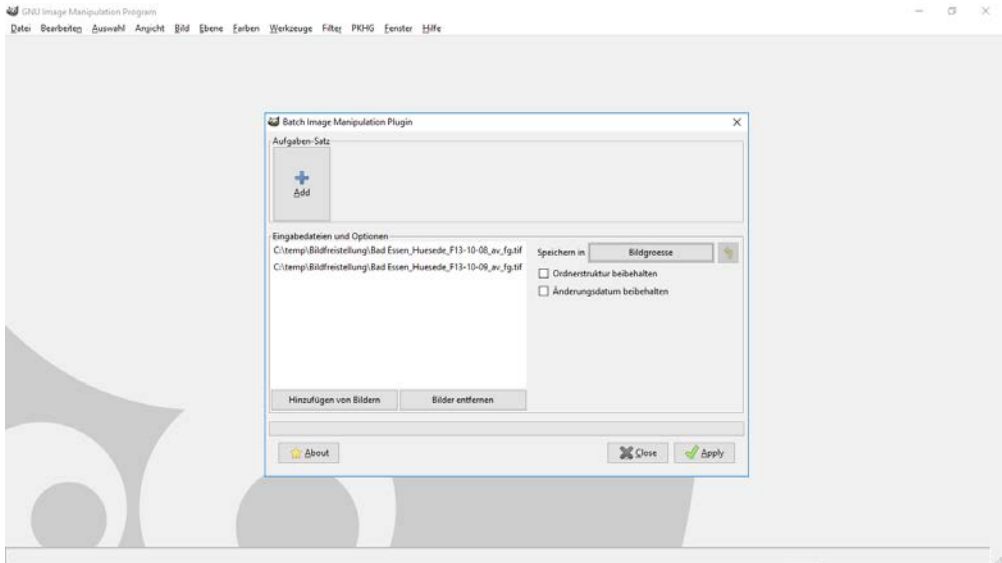 GNU Image Manipulation Program
Datei Bearbeiten Auswahl Ansicht Bild Ebene Farben Werkzeuge Filter PKHG Fenster Hilfe
Batch Image Manipulation Plugin
Aufgaben-Satz
Add
Eingabedateien und Optionen
C:\temp\Bildfreistellung\Bad Essen_Huesede_F13-10-08_av_fg.tif
C:\temp\Bildfreistellung\Bad Essen_Huesede_F13-10-09_av_fg.tif
Speichern in Bildgroesse
Ordnerstruktur beibehalten
Änderungsdatum beibehalten
Hinzufügen von Bildern Bilder entfernen
About Close Apply